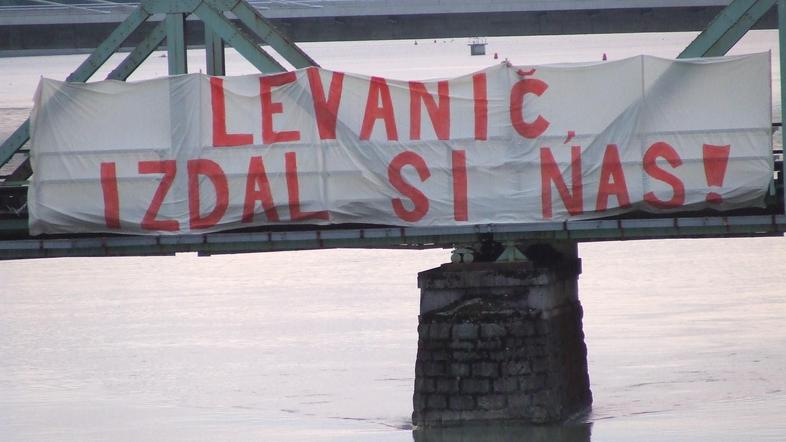 LEVANIČ,
IZDAL SI NAS!